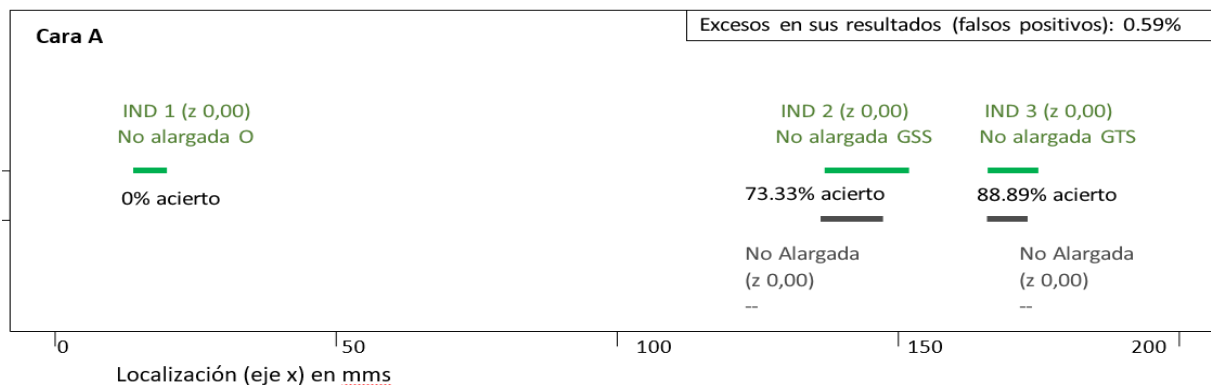 Cara A
Excesos en sus resultados (falsos positivos): 0.59%
IND 1 (z 0,00)
No alargada O
IND 2 (z 0,00)
No alargada GSS
IND 3 (z 0,00)
No alargada GTS
0% acierto
73.33% acierto
88.89% acierto
No Alargada
(z 0,00)
--
No Alargada
(z 0,00)
--
0 50 100 150 200
Localización (eje x) en mms